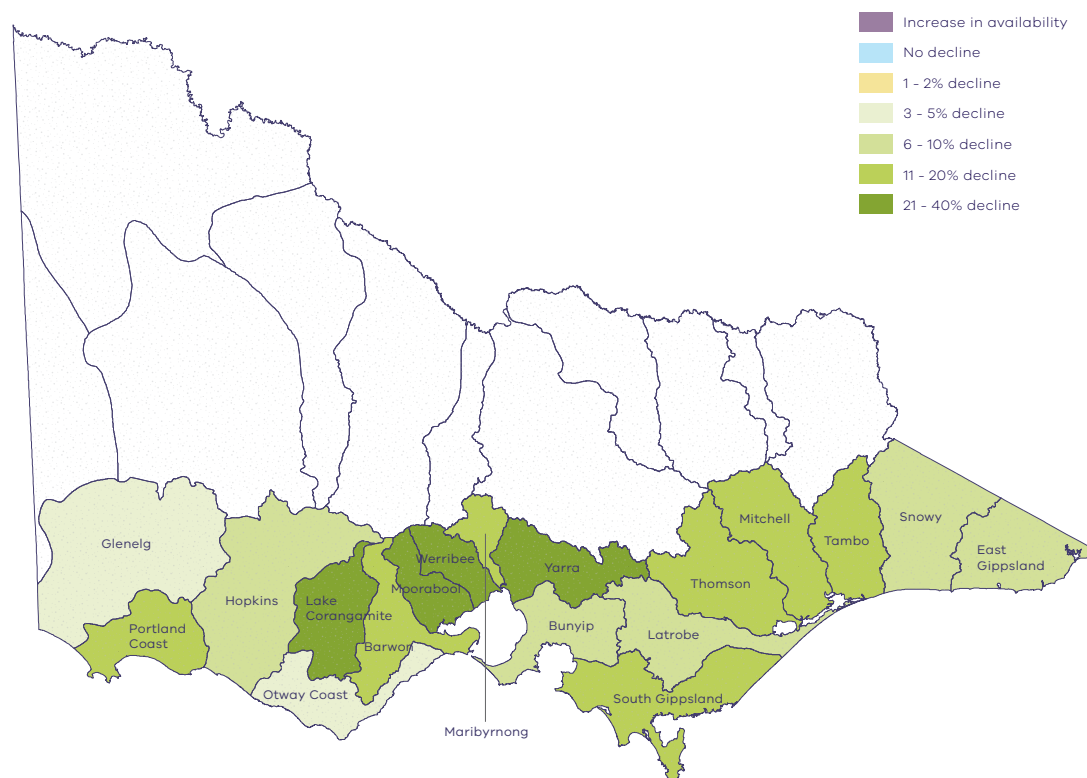 Increase in availability
No decline
1 - 2% decline
3 - 5% decline
6 - 10% decline
11 - 20% decline
21 - 40% decline
Glenelg
Hopkins
Portland
Coast
Otway Coast
Lake
Corangamite
Barwon
Moorabool
Werribee
Maribyrnong
Yarra
Bunyip
Latrobe
South Gippsland
Thomson
Mitchell
Tambo
Snowy
East
Gippsland